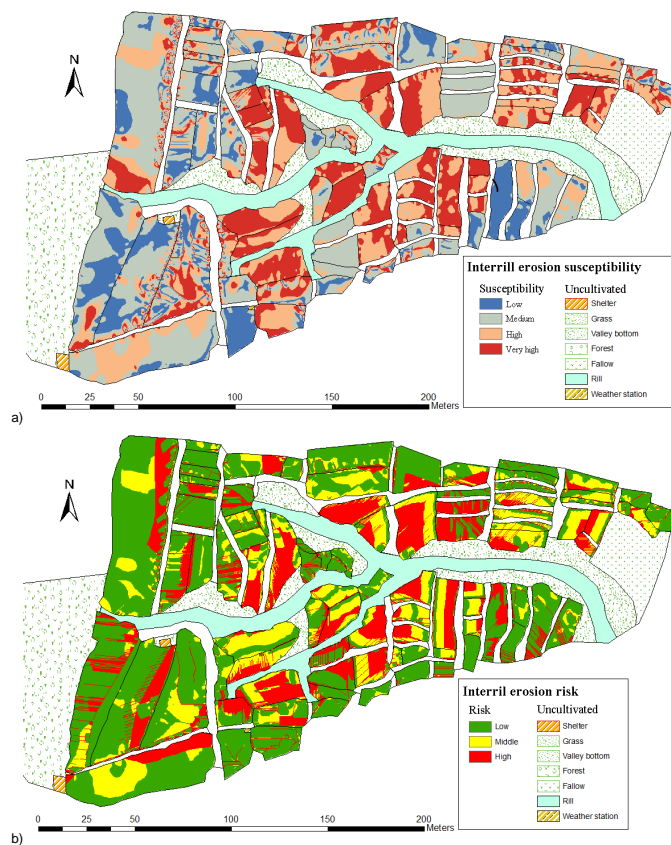 N
Interrill erosion susceptibility
Susceptibility
Low
Medium
High
Very high
Uncultivated
Shelter
Grass
Valley bottom
Forest
Fallow
Rill
Weather station
0 25 50 100 150 200
Meters
a)
N
Interril erosion risk
Risk
Low
Middle
High
Uncultivated
Shelter
Grass
Valley bottom
Forest
Fallow
Rill
Weather station
0 25 50 100 150 200
Meters
b)